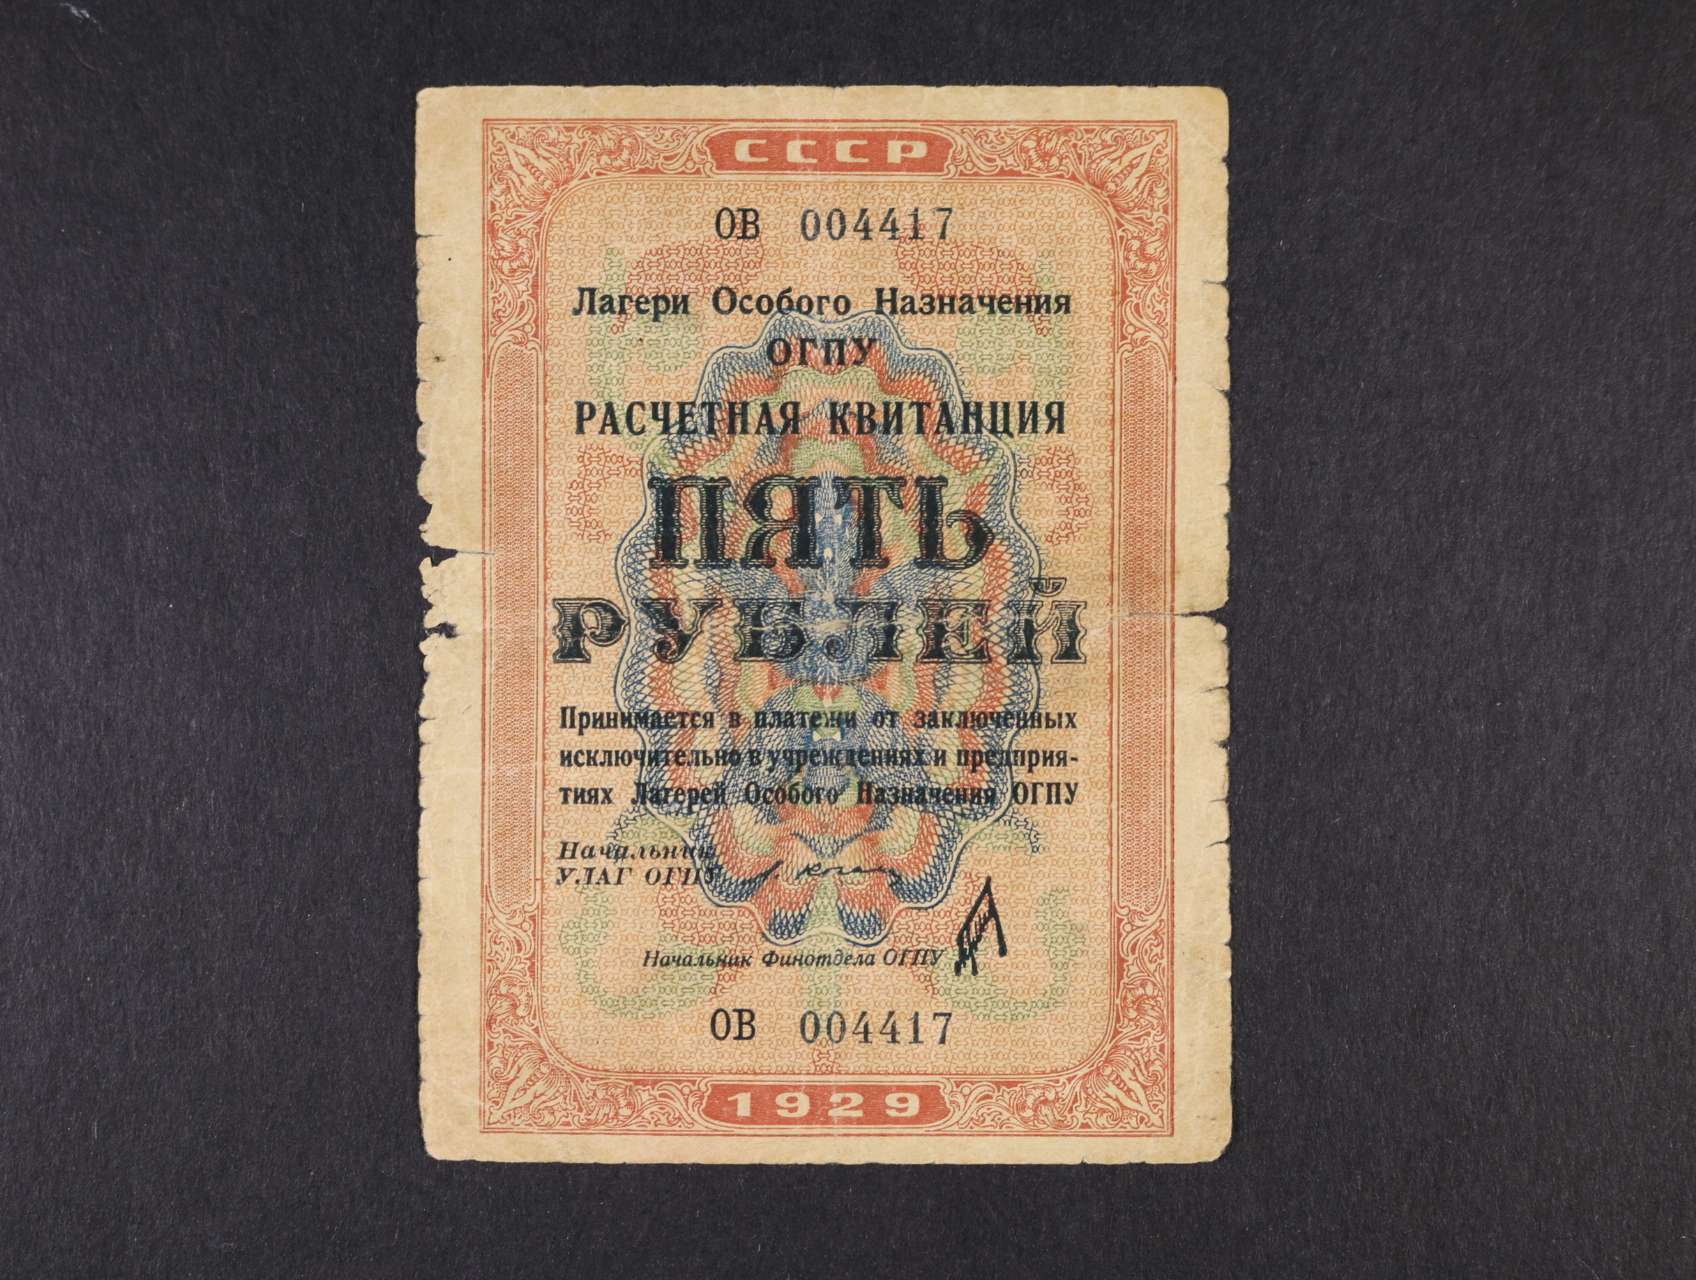 СССР
ОВ 004417
Лагери Особого Назначения
ОГПУ
РАСЧЕТНАЯ КВИТАНЦИЯ
ПЯТЬ
РУБЛЕЙ
Принимается в платежи от заключенных
исключительно в учреждениях и предприя-
тиях Лагерей Особого Назначения ОГПУ
Начальник
УЛАГ ОГПУ
Начальник Финотдела ОГПУ
ОВ 004417
1929